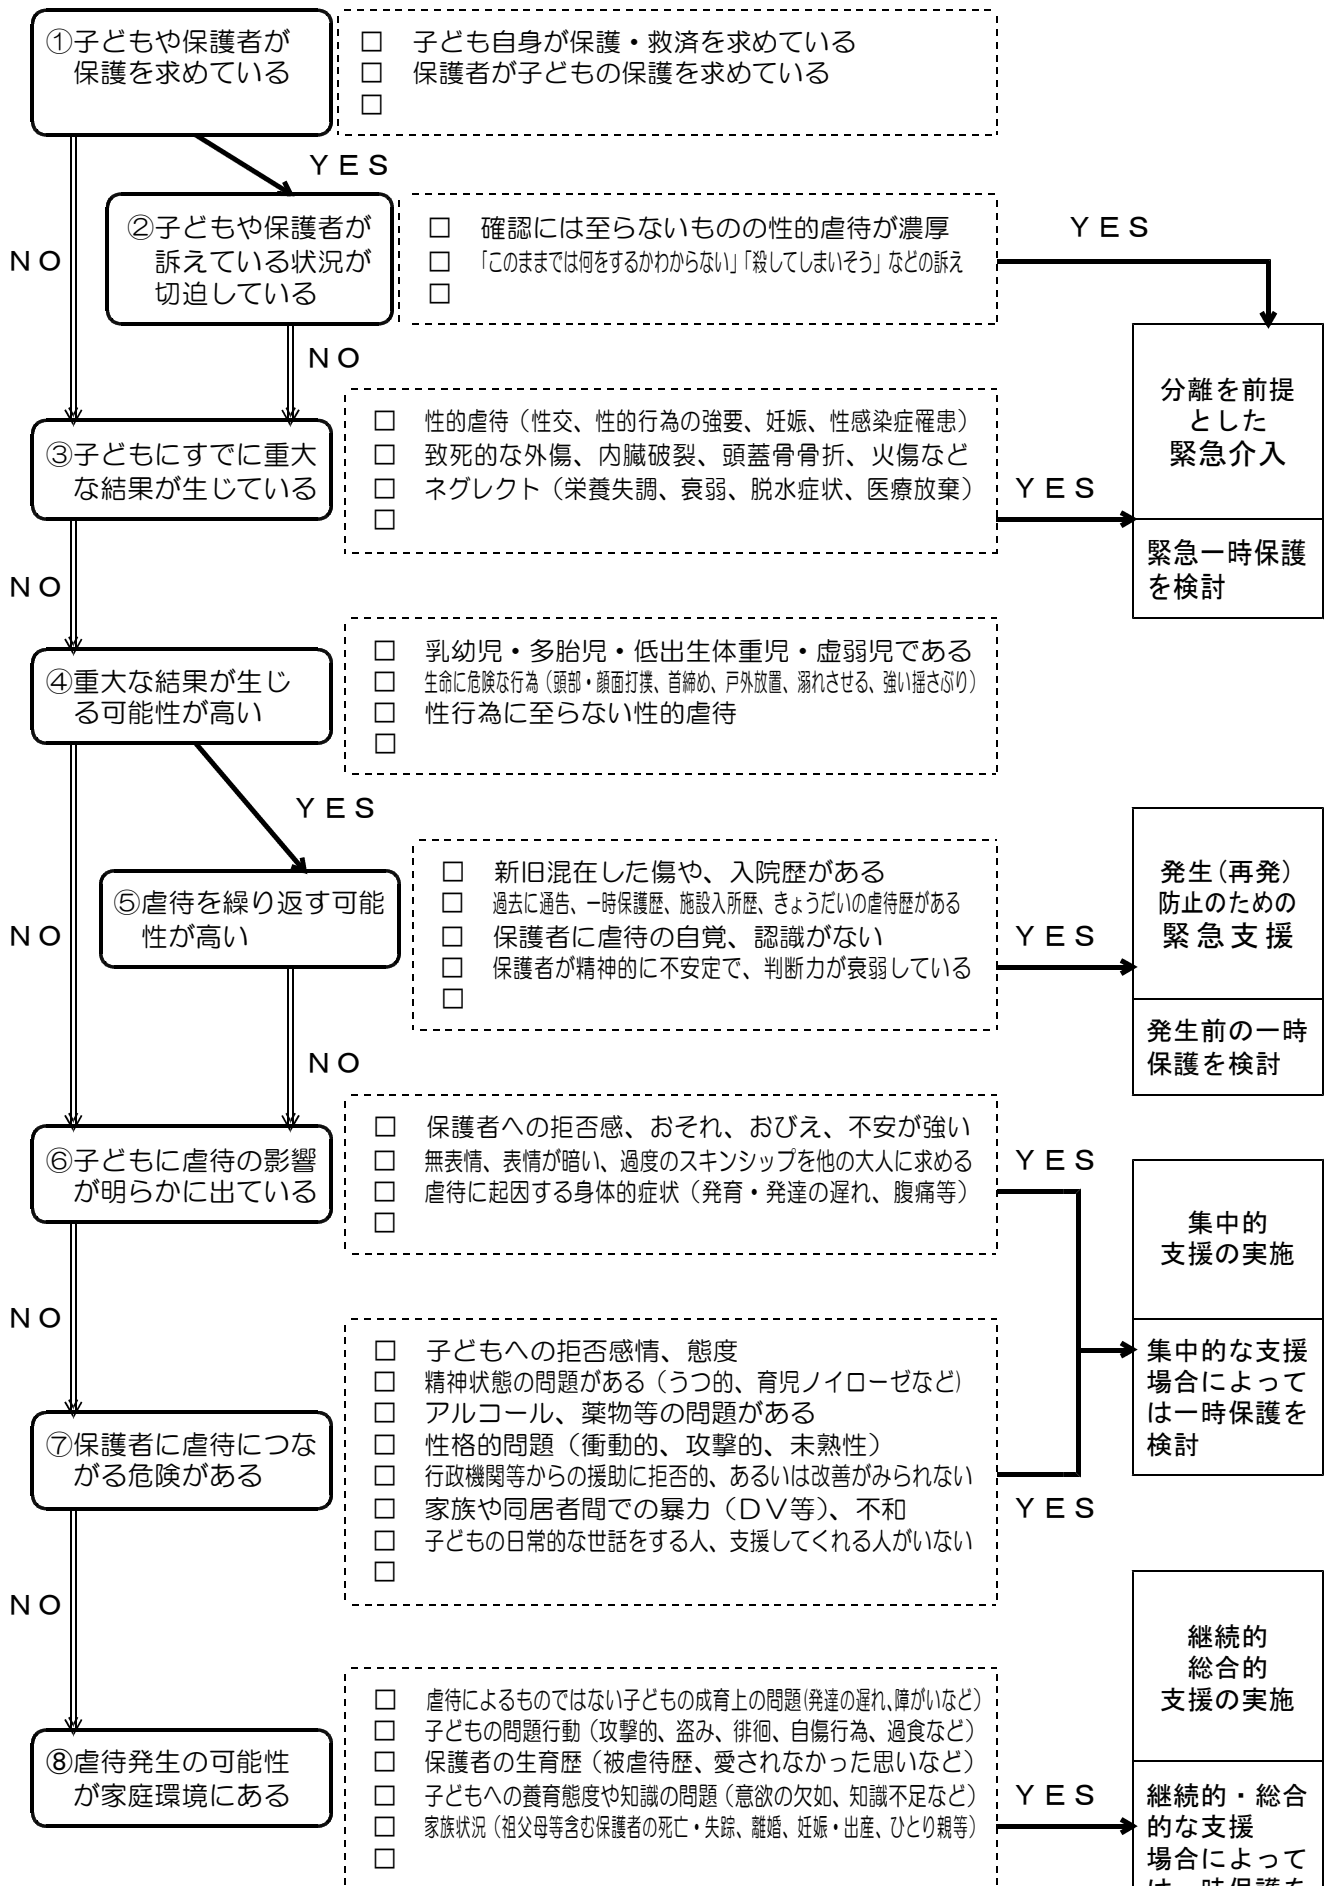 ①子どもや保護者が
保護を求めている
□ 子ども自身が保護・救済を求めている
□ 保護者が子どもの保護を求めている
□
ＹＥＳ
ＮＯ
②子どもや保護者が
訴えている状況が
切迫している
□ 確認には至らないものの性的虐待が濃厚
□ 「このままでは何をするかわからない」「殺してしまいそう」などの訴え
□
ＹＥＳ
ＮＯ
分離を前提
とした
緊急介入
緊急一時保護
を検討
③子どもにすでに重大
な結果が生じている
□ 性的虐待（性交、性的行為の強要、妊娠、性感染症罹患）
□ 致死的な外傷、内臓破裂、頭蓋骨骨折、火傷など
□ ネグレクト（栄養失調、衰弱、脱水症状、医療放棄）
□
ＹＥＳ
ＮＯ
④重大な結果が生じ
る可能性が高い
□ 乳幼児・多胎児・低出生体重児・虚弱児である
□ 生命に危険な行為（頭部・顔面打撲、首締め、戸外放置、溺れさせる、強い揺さぶり）
□ 性行為に至らない性的虐待
□
ＹＥＳ
ＮＯ
⑤虐待を繰り返す可能
性が高い
□ 新旧混在した傷や、入院歴がある
□ 過去に通告、一時保護歴、施設入所歴、きょうだいの虐待歴がある
□ 保護者に虐待の自覚、認識がない
□ 保護者が精神的に不安定で、判断力が衰弱している
□
ＹＥＳ
ＮＯ
発生（再発）
防止のための
緊急支援
発生前の一時
保護を検討
⑥子どもに虐待の影響
が明らかに出ている
□ 保護者への拒否感、おそれ、おびえ、不安が強い
□ 無表情、表情が暗い、過度のスキンシップを他の大人に求める
□ 虐待に起因する身体的症状（発育・発達の遅れ、腹痛等）
□
ＹＥＳ
ＮＯ
集中的
支援の実施
集中的な支援
場合によって
は一時保護を
検討
⑦保護者に虐待につな
がる危険がある
□ 子どもへの拒否感情、態度
□ 精神状態の問題がある（うつ的、育児ノイローゼなど）
□ アルコール、薬物等の問題がある
□ 性格的問題（衝動的、攻撃的、未熟性）
□ 行政機関等からの援助に拒否的、あるいは改善がみられない
□ 家族や同居者間での暴力（ＤＶ等）、不和
□ 子どもの日常的な世話をする人、支援してくれる人がいない
□
ＹＥＳ
ＮＯ
⑧虐待発生の可能性
が家庭環境にある
□ 虐待によるものではない子どもの成育上の問題(発達の遅れ、障がいなど)
□ 子どもの問題行動（攻撃的、盗み、徘徊、自傷行為、過食など）
□ 保護者の生育歴（被虐待歴、愛されなかった思いなど）
□ 子どもへの養育態度や知識の問題（意欲の欠如、知識不足など）
□ 家族状況（祖父母等含む保護者の死亡・失踪、離婚、妊娠・出産、ひとり親等）
□
ＹＥＳ
継続的
総合的
支援の実施
継続的・総合
的な支援
場合によって
は一時保護を